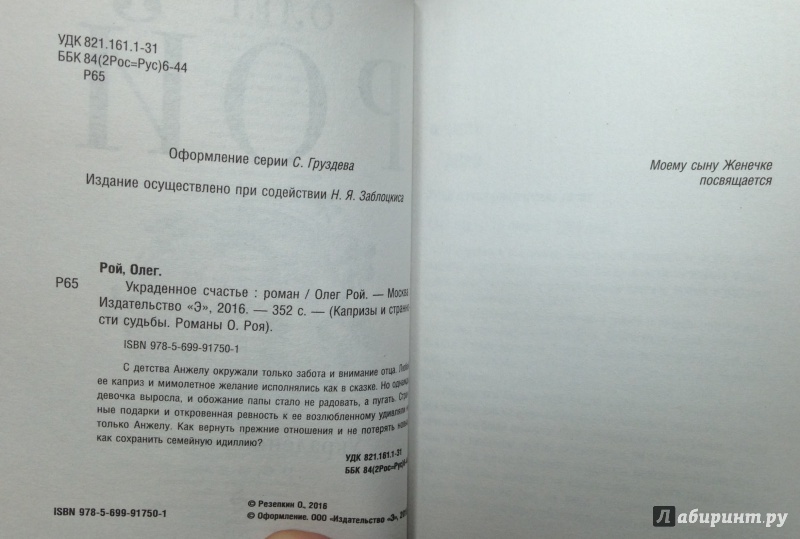 УДК 821.161.1-31
ББК 84(2Рос=Рус)6-44
Р65
Оформление серии С. Груздева
Издание осуществлено при содействии Н. Я. Заблоцкиса
Рой, Олег.
Р65
Украденное счастье : роман / Олег Рой. — Москва
Издательство «Э», 2016. — 352 с. — (Капризы и странно
сти судьбы. Романы О. Роя).
ISBN 978-5-699-91750-1
С детства Анжелу окружали только забота и внимание отца.
ее каприз и мимолетное желание исполнялись как в сказке. Но однажды
девочка выросла, и обожание папы стало не радовать, а пугать.
ные подарки и откровенная ревность к ее возлюбленному удивляли
только Анжелу. Как вернуть прежние отношения и не потерять
как сохранить семейную идиллию?
УДК 821.161.1-31
ББК 84(2Рос=Рус)6
ISBN 978-5-699-91750-1
© Резепкин О., 2016
© Оформление. ООО «Издательство «Э»,
Моему сыну Женечке
посвящается
Лабиринт.ру